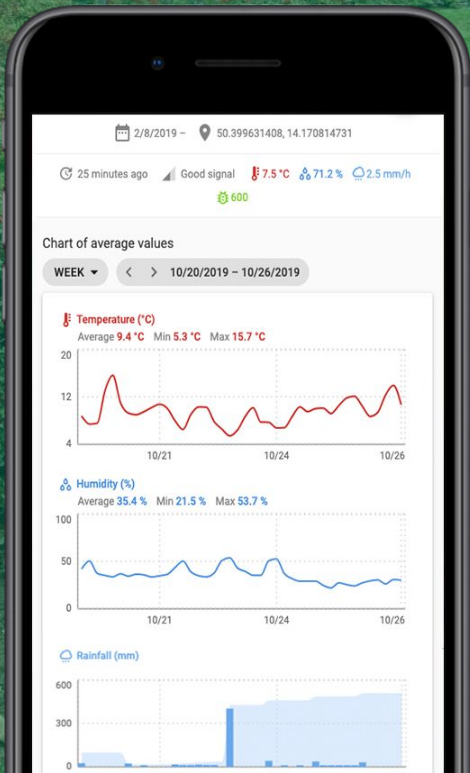 2/8/2019 – 50.399631408, 14.170814731
25 minutes ago Good signal 7.5 °C 71.2 % 2.5 mm/h
600
Chart of average values
WEEK 10/20/2019 – 10/26/2019
Temperature (°C)
Average 9.4 °C Min 5.3 °C Max 15.7 °C
20
12
4
10/21 10/24 10/26
Humidity (%)
Average 35.4 % Min 21.5 % Max 53.7 %
100
50
0
10/21 10/24 10/26
Rainfall (mm)
600
300
0